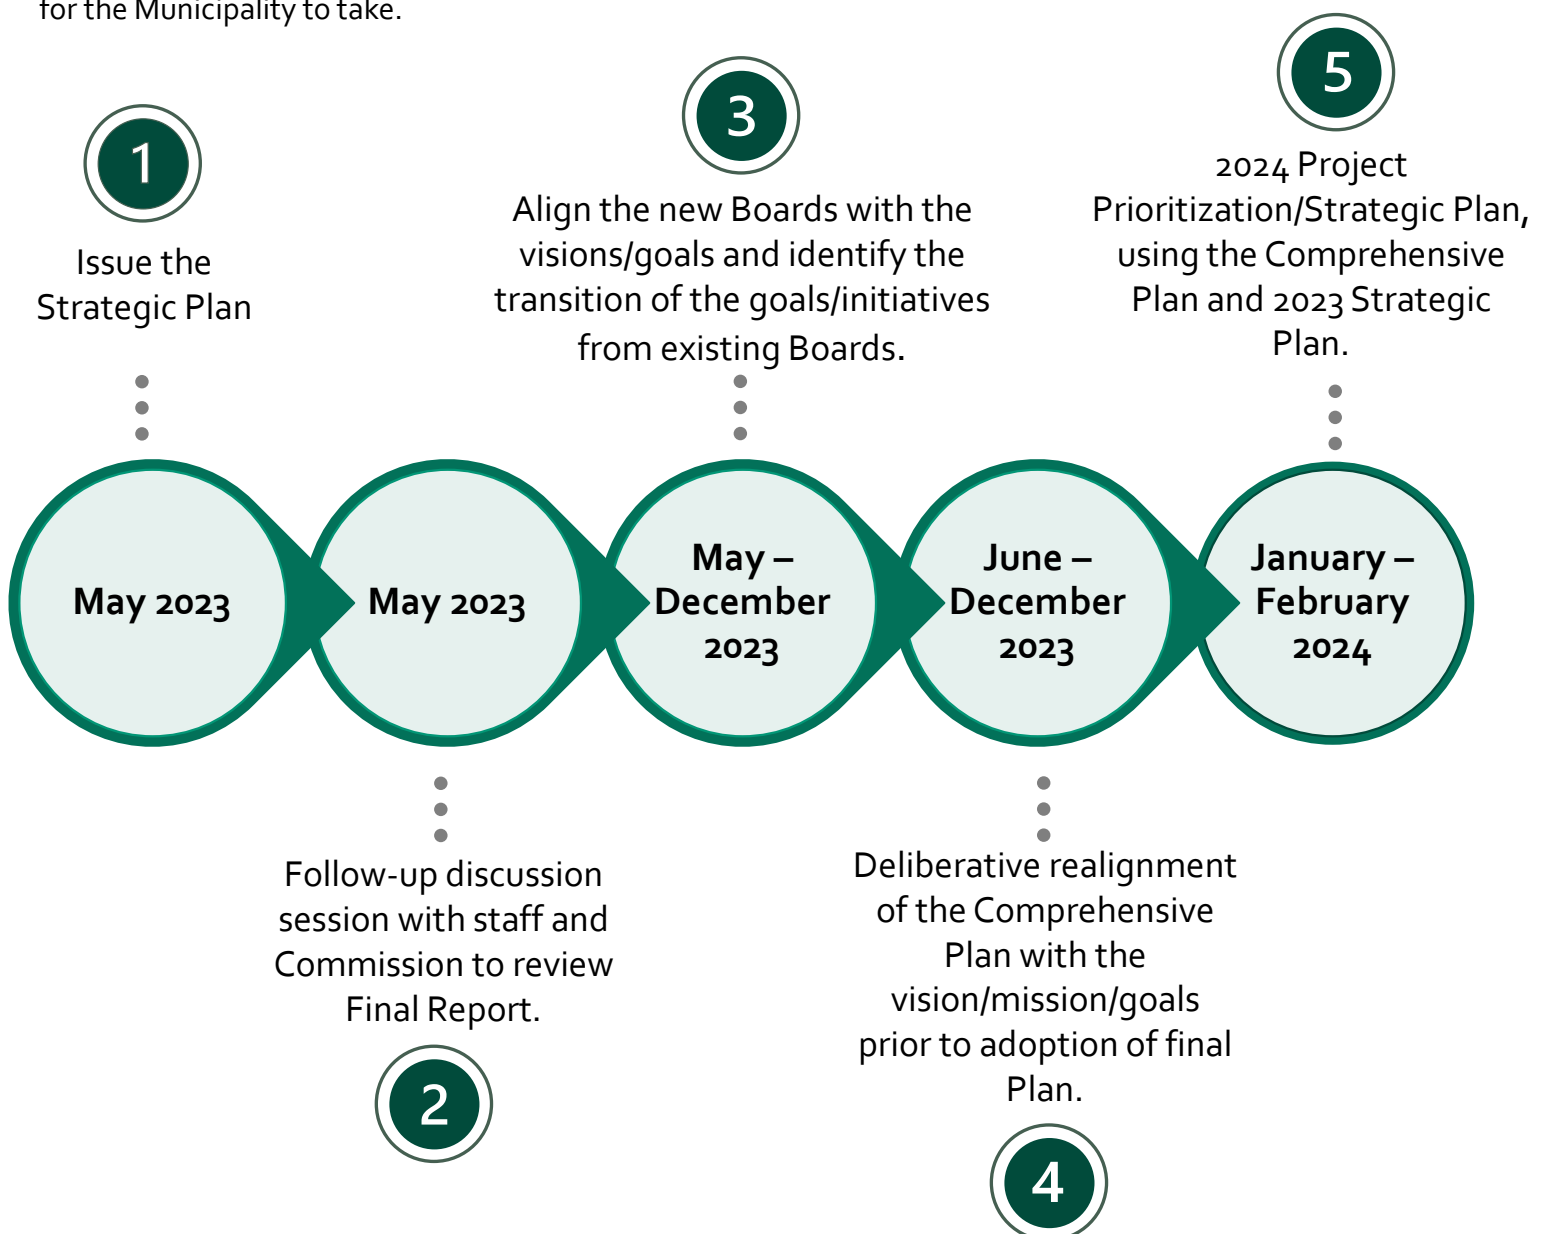 for the Municipality to take.
1
Issue the
Strategic Plan
3
Align the new Boards with the
visions/goals and identify the
transition of the goals/initiatives
from existing Boards.
5
2024 Project
Prioritization/Strategic Plan,
using the Comprehensive
Plan and 2023 Strategic
Plan.
May 2023
May 2023
May –
December
2023
June –
December
2023
January –
February
2024
Follow-up discussion
session with staff and
Commission to review
Final Report.
2
Deliberative realignment
of the Comprehensive
Plan with the
vision/mission/goals
prior to adoption of final
Plan.
4